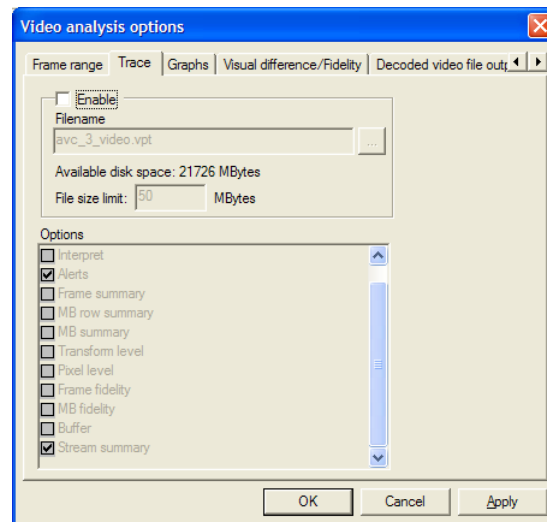 Video analysis options
Frame range Trace Graphs Visual difference/Fidelity Decoded video file outp
Enable
Filename
avc_3_video.vpt ...
Available disk space: 21726 MBytes
File size limit: 50 MBytes
Options
Interpret
Alerts
Frame summary
MB row summary
MB summary
Transform level
Pixel level
Frame fidelity
MB fidelity
Buffer
Stream summary
OK Cancel Apply